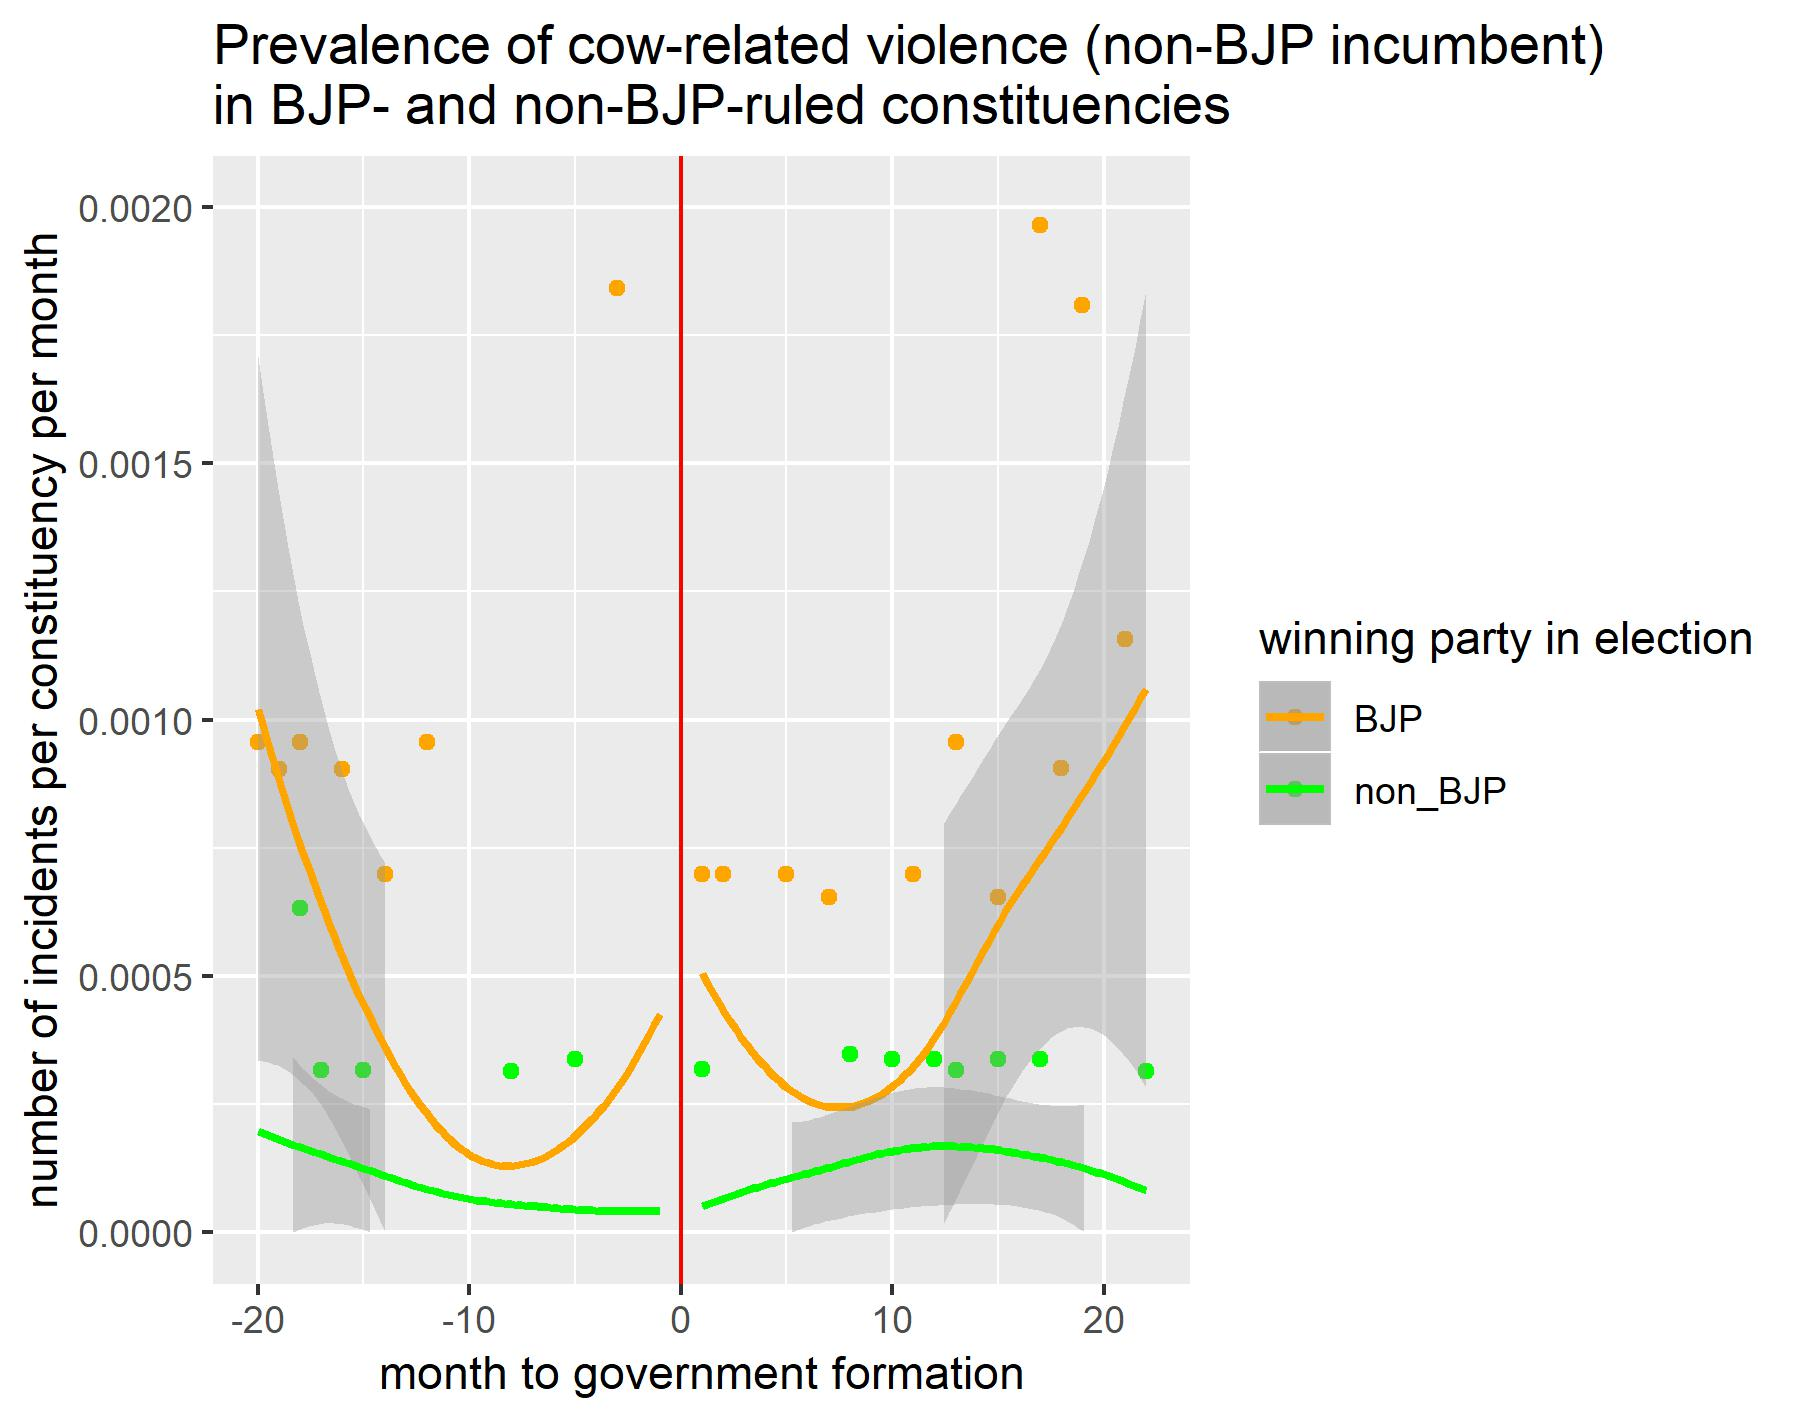 Prevalence of cow-related violence (non-BJP incumbent)
in BJP- and non-BJP-ruled constituencies
number of incidents per constituency per month
0.0020
0.0015
0.0010
0.0005
0.0000
-20
-10
0
10
20
month to government formation
winning party in election
BJP
non_BJP